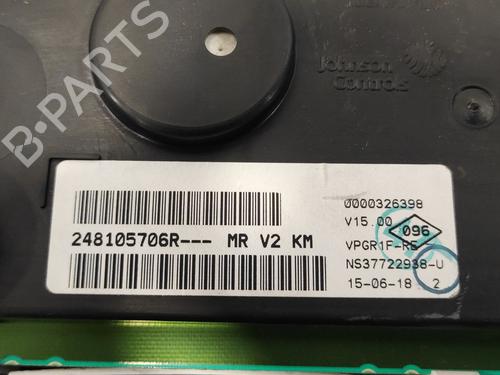 Johnson
Controls
B-PARTS
0000326398
V15.00
096
248105706R--- MR V2 KM
VPGR1F-RE
NS37722938-U
15-06-18 2